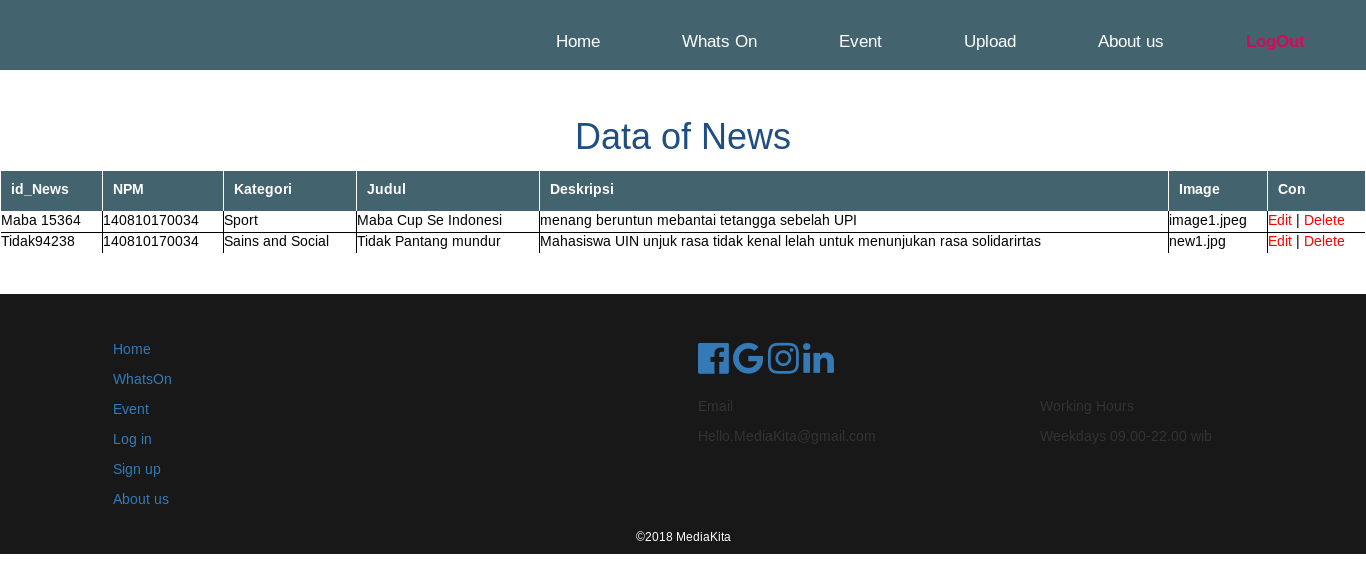 Home Whats On Event Upload About us LogOut
Data of News
id_News NPM Kategori Judul Deskripsi Image Con
Maba 15364 140810170034 Sport Maba Cup Se Indonesi menang beruntun mebantai tetangga sebelah UPI image1.jpeg Edit | Delete
Tidak94238 140810170034 Sains and Social Tidak Pantang mundur Mahasiswa UIN unjuk rasa tidak kenal lelah untuk menunjukan rasa solidarirtas new1.jpg Edit | Delete
Home
WhatsOn
Event
Log in
Sign up
About us
Email
Hello.MediaKita@gmail.com
Working Hours
Weekdays 09.00-22.00 wib
©2018 MediaKita